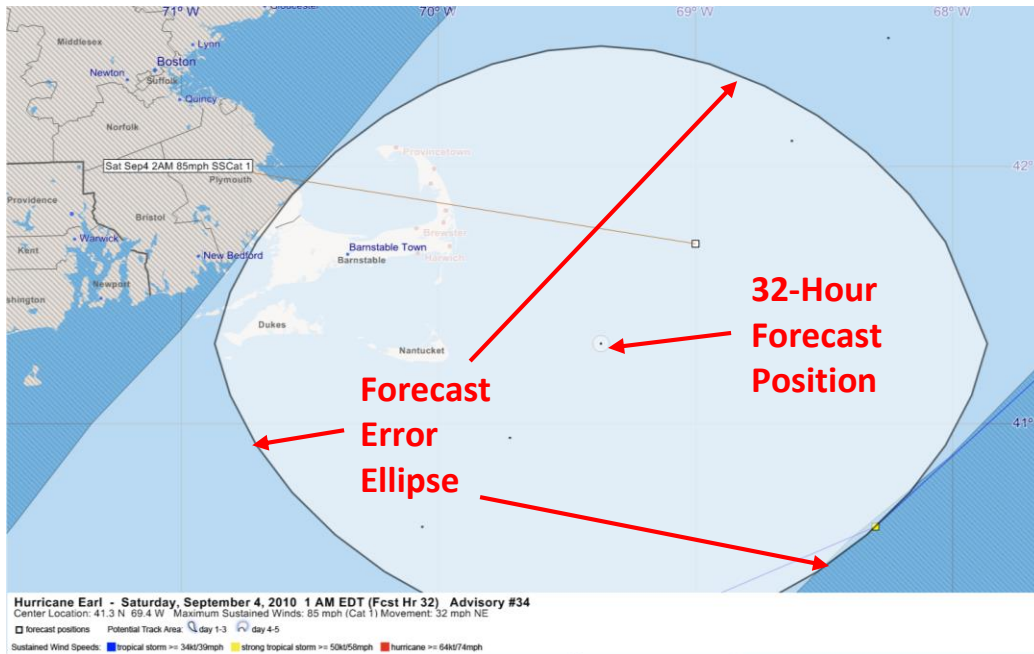 71° W
70° W
69° W
68° W
Gloucester
Middlesex
Lynn
Boston
Newton
Suffolk
Quincy
Norfolk
Provincetown
42°
Sat Sep4 2AM 85mph SSCat 1
Plymouth
Providence
Bristol
Brewster
Warwick
Barnstable Town
Kent
New Bedford
Barnstable
Harwich
Newport
32-Hour
Forecast
Position
shington
Dukes
Nantucket
Forecast
Error
Ellipse
41°
Hurricane Earl - Saturday, September 4, 2010 1 AM EDT (Fcst Hr 32) Advisory #34
Center Location: 41.3 N 69.4 W Maximum Sustained Winds: 85 mph (Cat 1) Movement: 32 mph NE
forecast positions Potential Track Area: day 1-3 day 4-5
Sustained Wind Speeds: tropical storm >= 34kt/39mph strong tropical storm >= 50kt/58mph hurricane >= 64kt/74mph